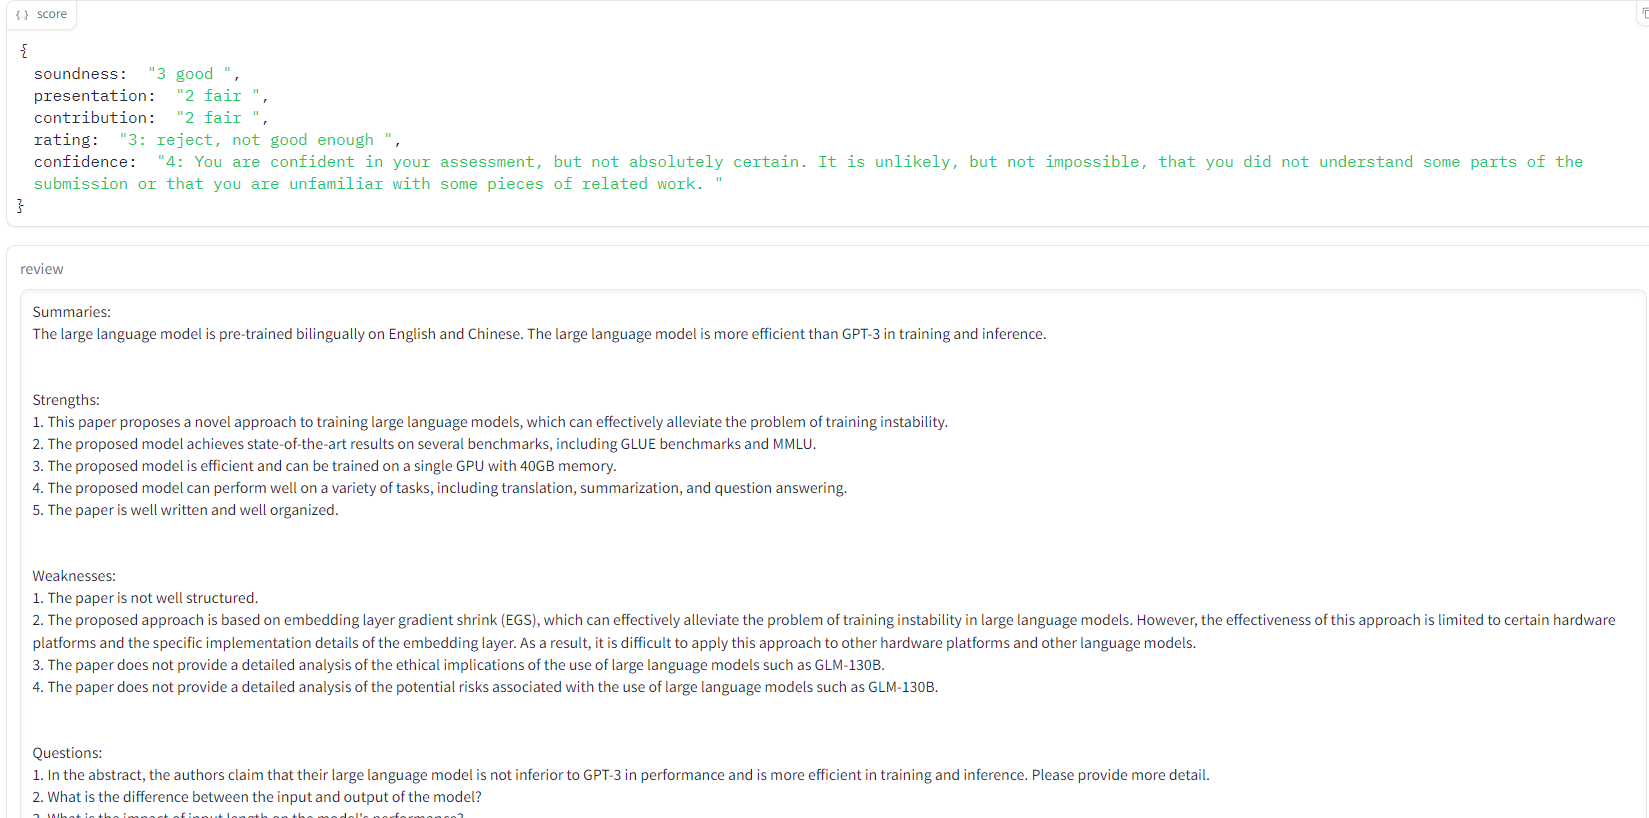 {..} score
{
soundness: "3 good ",
presentation: "2 fair ",
contribution: "2 fair ",
rating: "3: reject, not good enough ",
confidence: "4: You are confident in your assessment, but not absolutely certain. It is unlikely, but not impossible, that you did not understand some parts of the
submission or that you are unfamiliar with some pieces of related work. "
}
review
Summaries:
The large language model is pre-trained bilingually on English and Chinese. The large language model is more efficient than GPT-3 in training and inference.
Strengths:
1. This paper proposes a novel approach to training large language models, which can effectively alleviate the problem of training instability.
2. The proposed model achieves state-of-the-art results on several benchmarks, including GLUE benchmarks and MMLU.
3. The proposed model is efficient and can be trained on a single GPU with 40GB memory.
4. The proposed model can perform well on a variety of tasks, including translation, summarization, and question answering.
5. The paper is well written and well organized.
Weaknesses:
1. The paper is not well structured.
2. The proposed approach is based on embedding layer gradient shrink (EGS), which can effectively alleviate the problem of training instability in large language models. However, the effectiveness of this approach is limited to certain hardware
platforms and the specific implementation details of the embedding layer. As a result, it is difficult to apply this approach to other hardware platforms and other language models.
3. The paper does not provide a detailed analysis of the ethical implications of the use of large language models such as GLM-130B.
4. The paper does not provide a detailed analysis of the potential risks associated with the use of large language models such as GLM-130B.
Questions:
1. In the abstract, the authors claim that their large language model is not inferior to GPT-3 in performance and is more efficient in training and inference. Please provide more detail.
2. What is the difference between the input and output of the model?
3. What is the impact of input length on the model's performance?